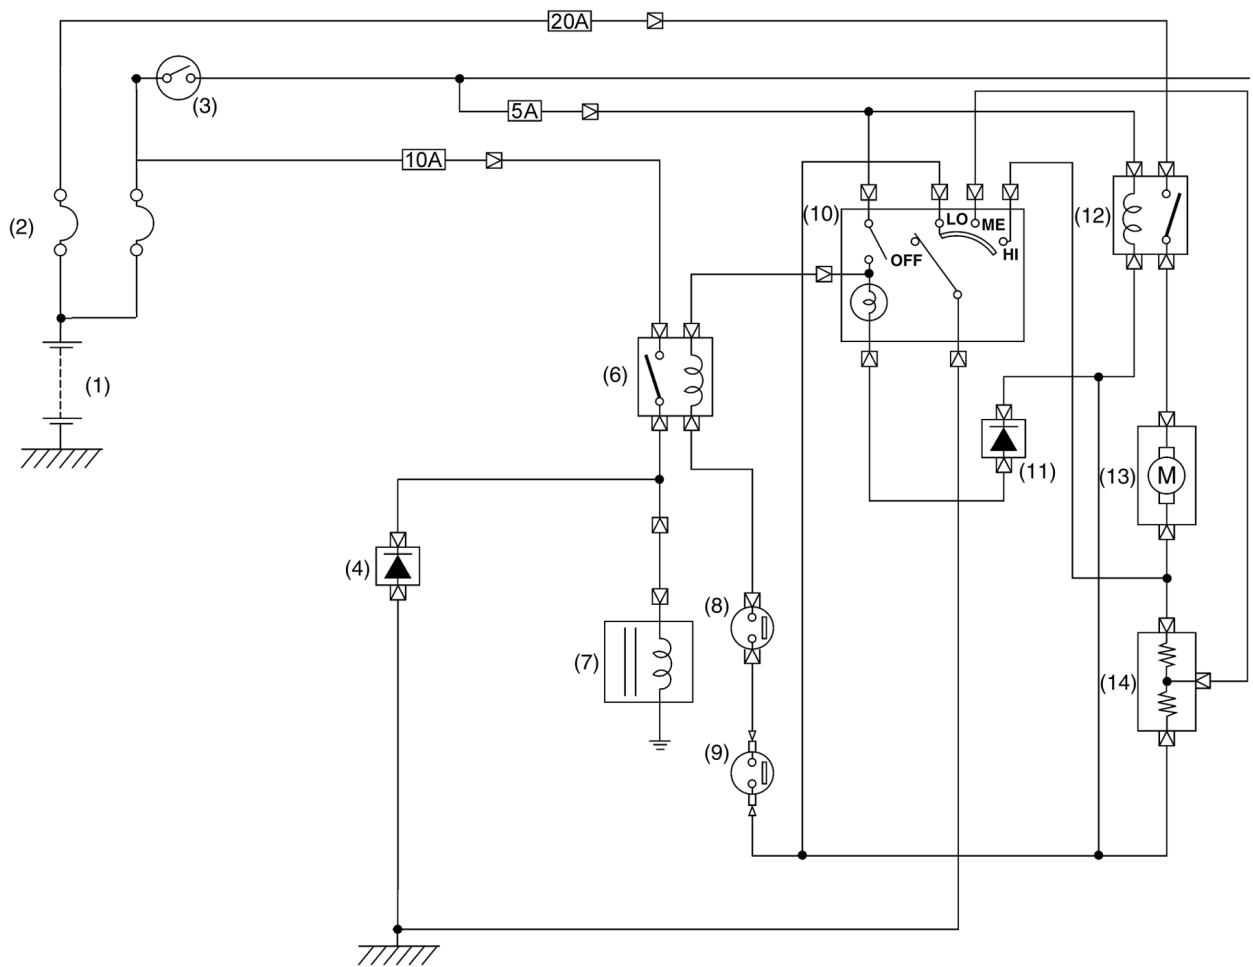 20A
(3)
5A
10A
(2)
(10)
LO
ME
(12)
OFF
HI
(1)
(6)
(11)
(13)
M
(4)
(8)
(7)
(14)
(9)